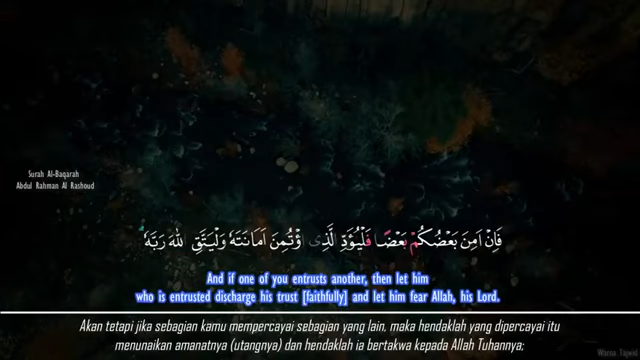 Surah Al-Baqarah
Abdul Rahman Al Rashoud
فَاِنْ اَمِنَ بَعْضُكُمْ بَعْضًا فَلْيُؤَدِّ الَّذِى اؤْتُمِنَ اَمَانَتَهٗ وَلْيَتَّقِ اللهَ رَبَّهٗ
And if one of you entrusts another, then let him
who is entrusted discharge his trust [faithfully] and let him fear Allah, his Lord.
Akan tetapi jika sebagian kamu mempercayai sebagian yang lain, maka hendaklah yang dipercayai itu
menunaikan amanatnya (utangnya) dan hendaklah ia bertakwa kepada Allah Tuhannya;